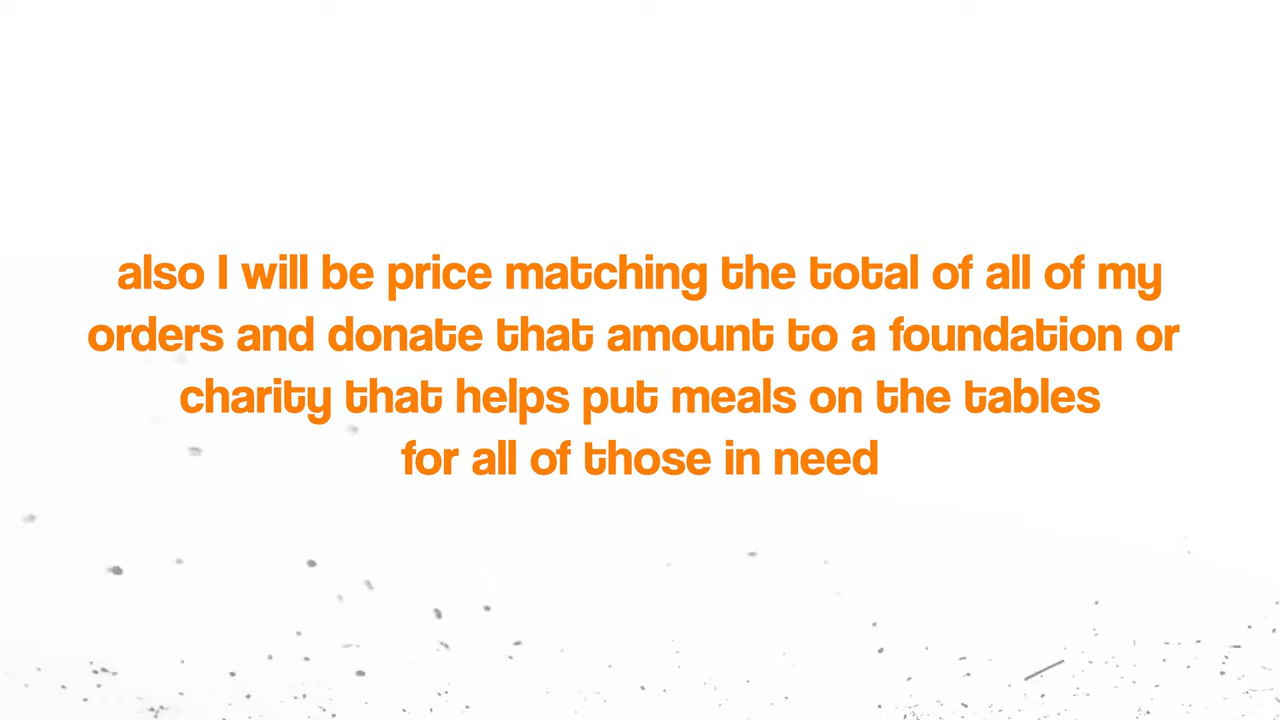 also I will be price matching the total of all of my
orders and donate that amount to a foundation or
charity that helps put meals on the tables
for all of those in need